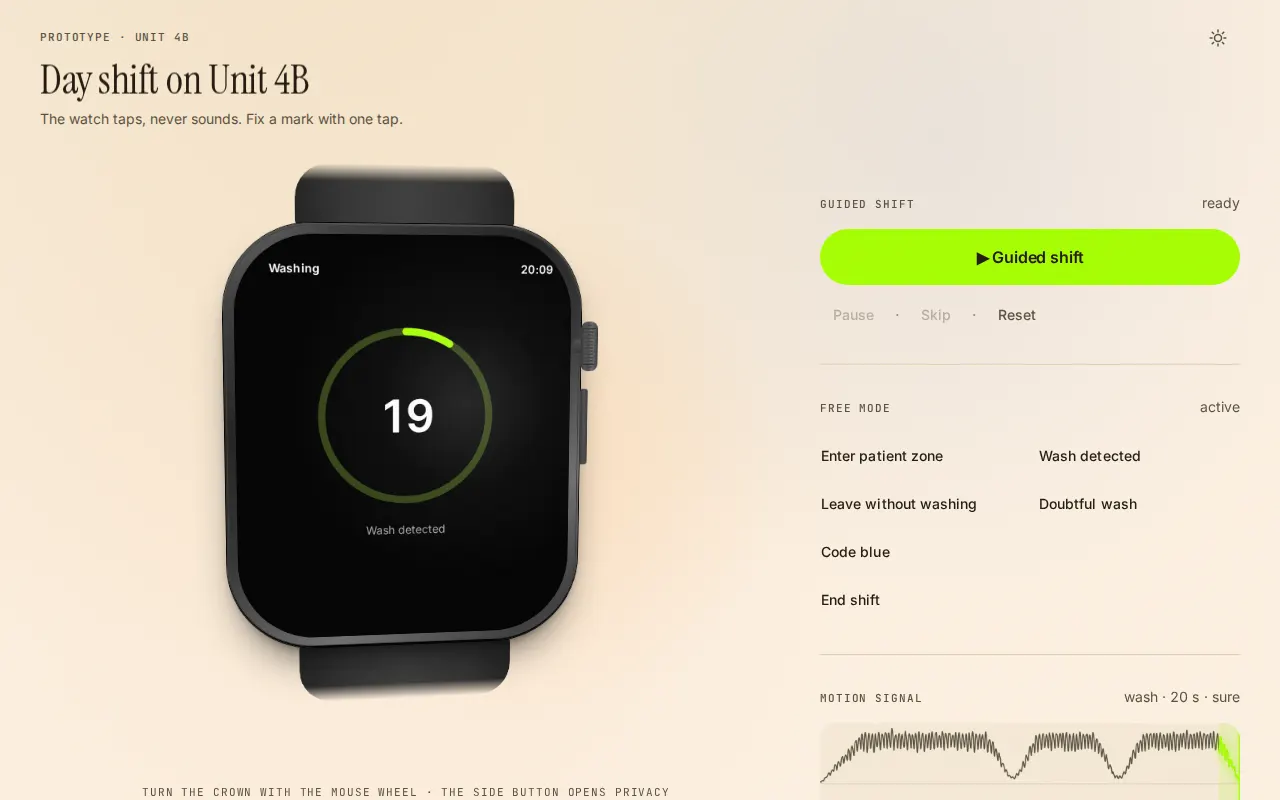 PROTOTYPE · UNIT 4B
Day shift on Unit 4B
The watch taps, never sounds. Fix a mark with one tap.
Washing 20:09
19
Wash detected
TURN THE CROWN WITH THE MOUSE WHEEL · THE SIDE BUTTON OPENS PRIVACY
GUIDED SHIFT ready
▶ Guided shift
Pause · Skip · Reset
FREE MODE active
Enter patient zone Wash detected
Leave without washing Doubtful wash
Code blue
End shift
MOTION SIGNAL wash · 20 s · sure